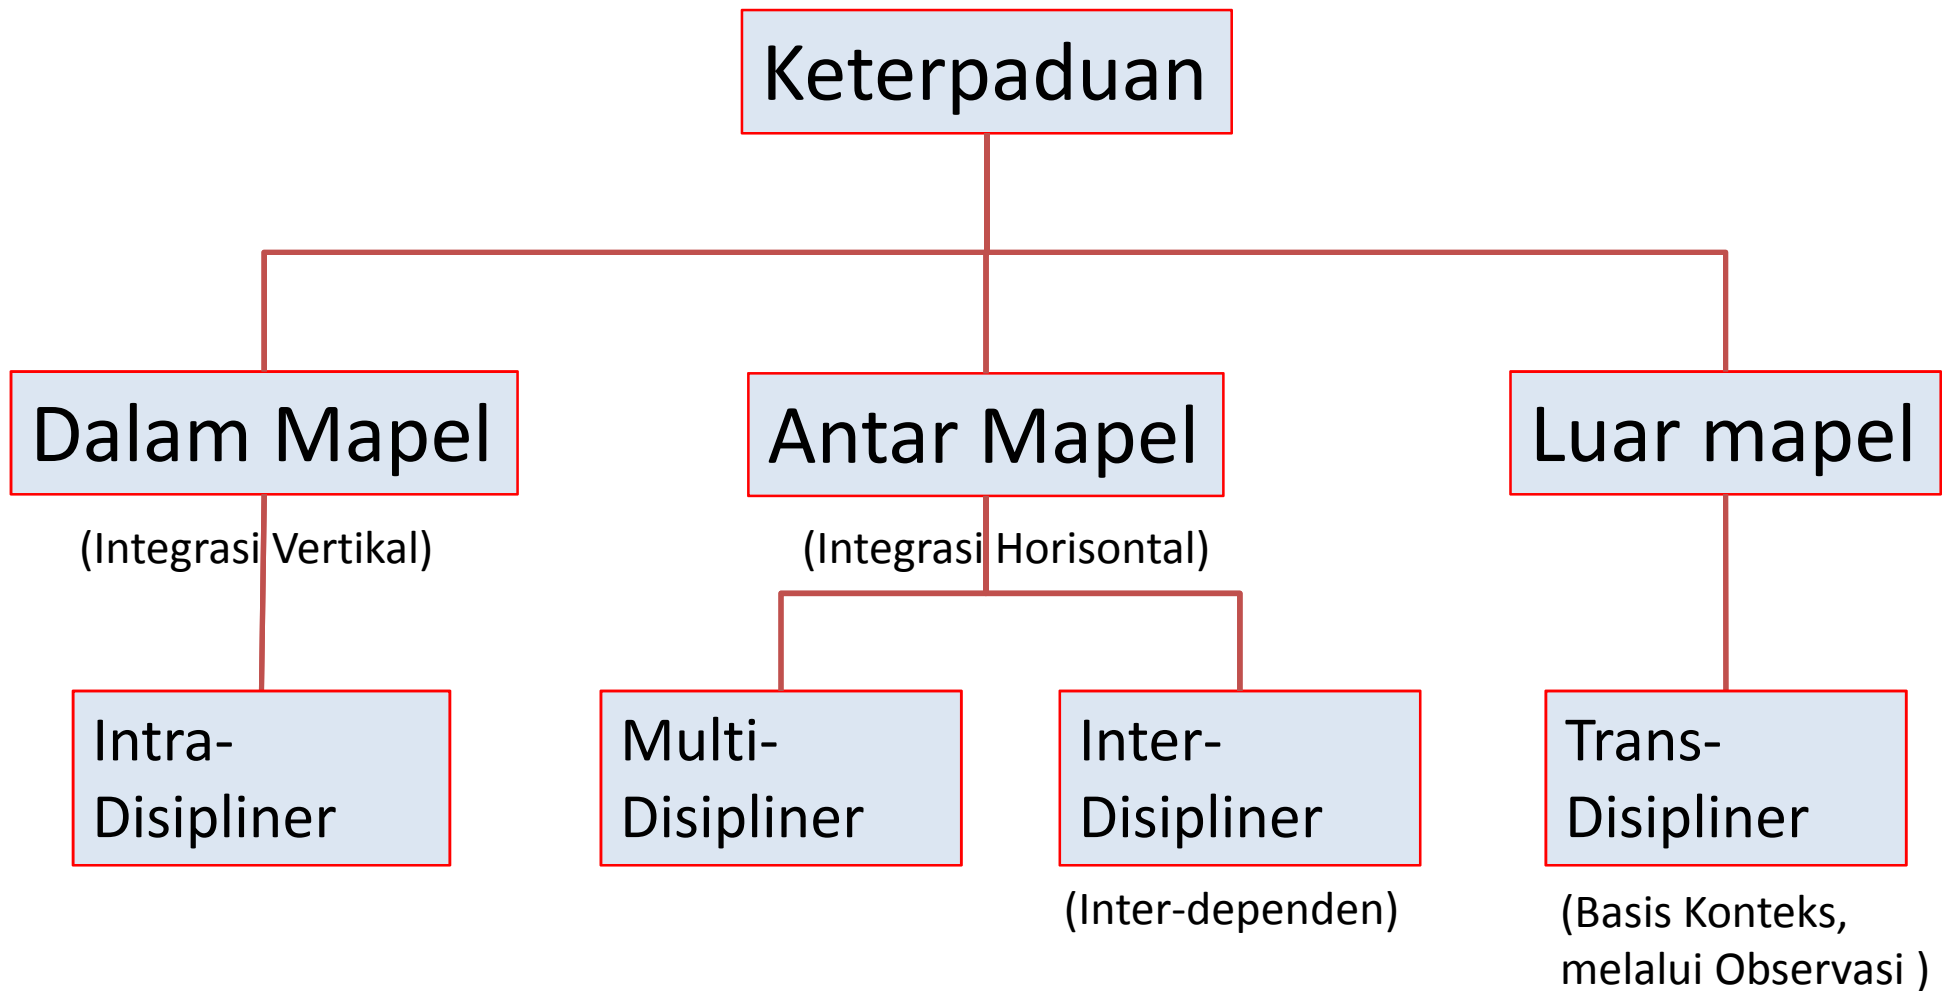 Keterpaduan
Dalam Mapel
Antar Mapel
Luar mapel
(Integrasi Vertikal)
(Integrasi Horisontal)
Intra-
Disipliner
Multi-
Disipliner
Inter-
Disipliner
Trans-
Disipliner
(Inter-dependen)
(Basis Konteks,
melalui Observasi )